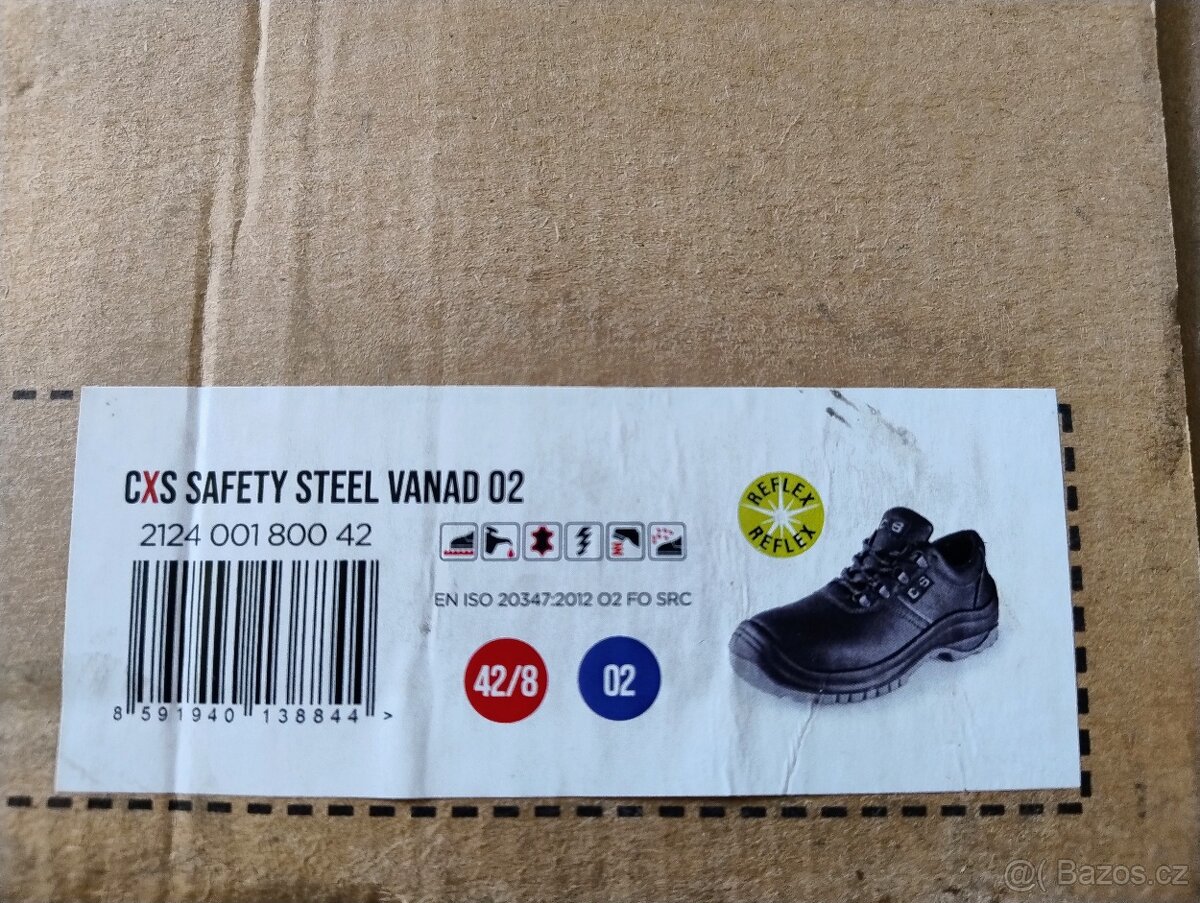 CXS SAFETY STEEL VANAD 02
2124 001 800 42
EN ISO 20347:2012 O2 FO SRC
REFLEX
REFLEX
42/8
02
8 591940 138844 >
@( Bazos.cz